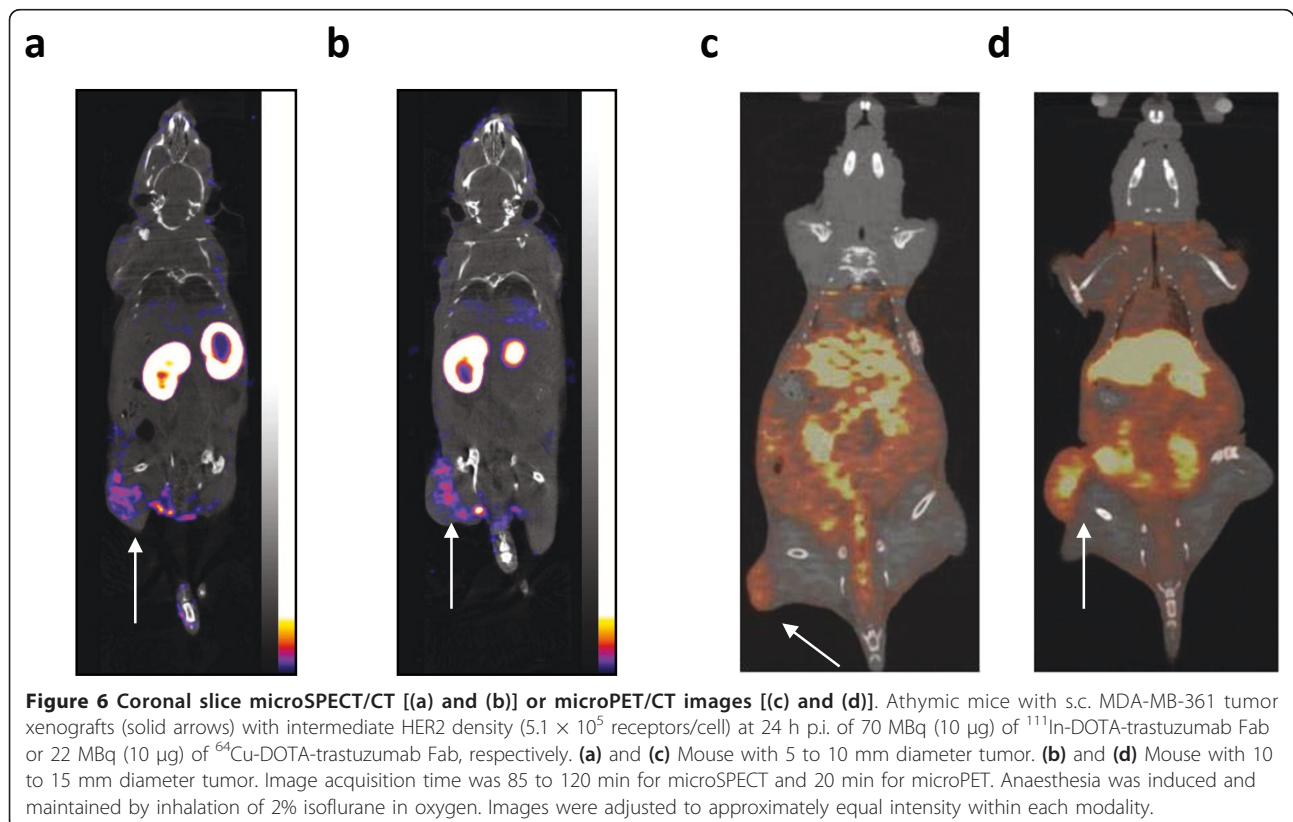 a b c d
Figure 6 Coronal slice microSPECT/CT [(a) and (b)] or microPET/CT images [(c) and (d)]. Athymic mice with s.c. MDA-MB-361 tumor
xenografts (solid arrows) with intermediate HER2 density (5.1 × 10⁵ receptors/cell) at 24 h p.i. of 70 MBq (10 μg) of ¹¹¹In-DOTA-trastuzumab Fab
or 22 MBq (10 μg) of ⁶⁴Cu-DOTA-trastuzumab Fab, respectively. (a) and (c) Mouse with 5 to 10 mm diameter tumor. (b) and (d) Mouse with 10
to 15 mm diameter tumor. Image acquisition time was 85 to 120 min for microSPECT and 20 min for microPET. Anaesthesia was induced and
maintained by inhalation of 2% isoflurane in oxygen. Images were adjusted to approximately equal intensity within each modality.